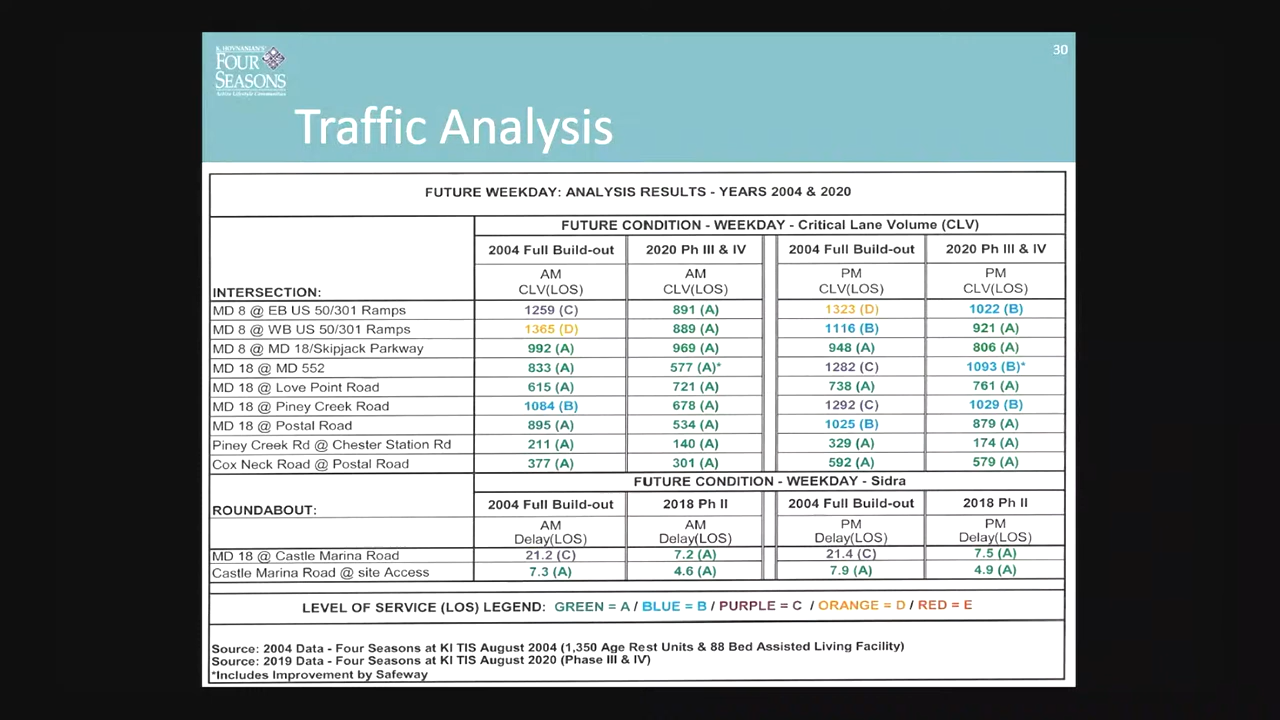 K. HOVNANIAN'S
FOUR
SEASONS
30
Traffic Analysis
FUTURE WEEKDAY: ANALYSIS RESULTS - YEARS 2004 & 2020
FUTURE CONDITION - WEEKDAY - Critical Lane Volume (CLV)
2004 Full Build-out 2020 Ph III & IV 2004 Full Build-out 2020 Ph III & IV
AM AM PM PM
INTERSECTION: CLV(LOS) CLV(LOS) CLV(LOS) CLV(LOS)
MD 8 @ EB US 50/301 Ramps 1259 (C) 891 (A) 1323 (D) 1022 (B)
MD 8 @ WB US 50/301 Ramps 1365 (D) 889 (A) 1116 (B) 921 (A)
MD 8 @ MD 18/Skipjack Parkway 992 (A) 969 (A) 948 (A) 806 (A)
MD 18 @ MD 552 833 (A) 577 (A)* 1282 (C) 1093 (B)*
MD 18 @ Love Point Road 615 (A) 721 (A) 738 (A) 761 (A)
MD 18 @ Piney Creek Road 1084 (B) 678 (A) 1292 (C) 1029 (B)
MD 18 @ Postal Road 895 (A) 534 (A) 1025 (B) 879 (A)
Piney Creek Rd @ Chester Station Rd 211 (A) 140 (A) 329 (A) 174 (A)
Cox Neck Road @ Postal Road 377 (A) 301 (A) 592 (A) 579 (A)
FUTURE CONDITION - WEEKDAY - Sidra
ROUNDABOUT: 2004 Full Build-out 2018 Ph II 2004 Full Build-out 2018 Ph II
AM AM PM PM
Delay(LOS) Delay(LOS) Delay(LOS) Delay(LOS)
MD 18 @ Castle Marina Road 21.2 (C) 7.2 (A) 21.4 (C) 7.5 (A)
Castle Marina Road @ site Access 7.3 (A) 4.6 (A) 7.9 (A) 4.9 (A)
LEVEL OF SERVICE (LOS) LEGEND: GREEN = A / BLUE = B / PURPLE = C / ORANGE = D / RED = E
Source: 2004 Data - Four Seasons at KI TIS August 2004 (1,350 Age Rest Units & 88 Bed Assisted Living Facility)
Source: 2019 Data - Four Seasons at KI TIS August 2020 (Phase III & IV)
*Includes Improvement by Safeway